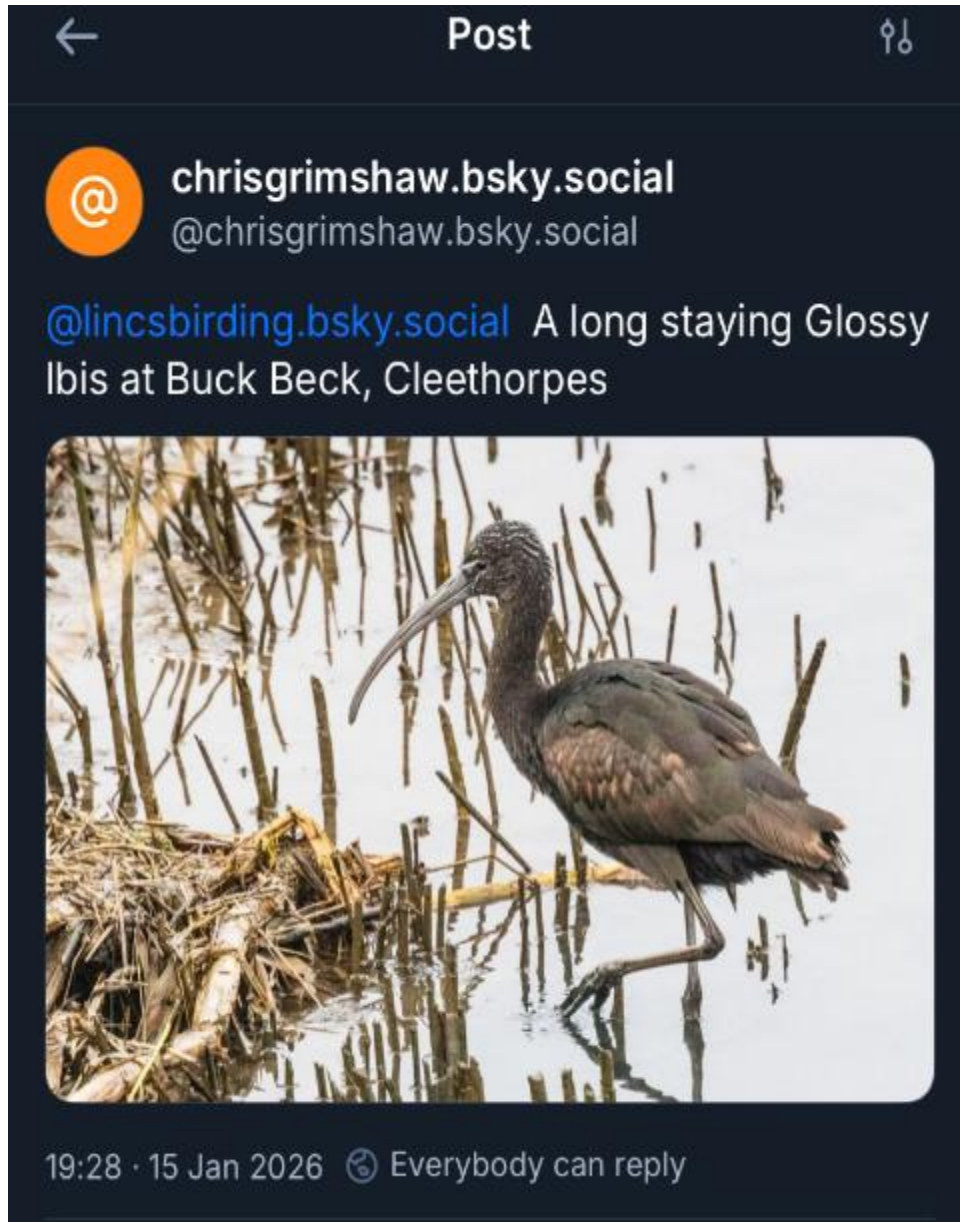 Post
@
chrisgrimshaw.bsky.social
@chrisgrimshaw.bsky.social
@lincsbirding.bsky.social A long staying Glossy
Ibis at Buck Beck, Cleethorpes
19:28 · 15 Jan 2026 Everybody can reply